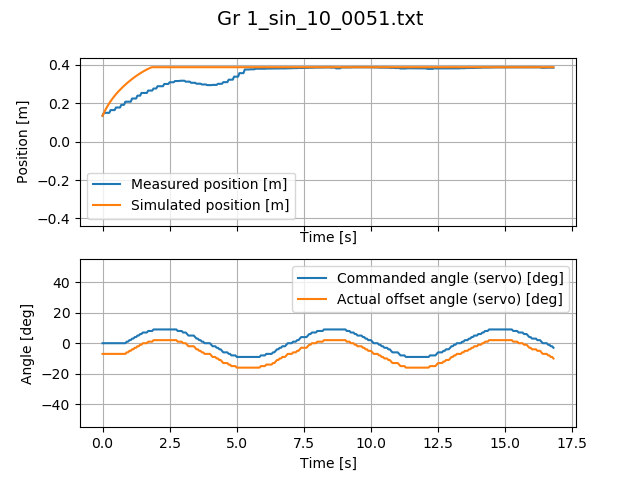 Gr 1_sin_10_0051.txt
0.4
0.2
0.0
−0.2
−0.4
Position [m]
Measured position [m]
Simulated position [m]
Time [s]
40
20
0
−20
−40
Angle [deg]
Commanded angle (servo) [deg]
Actual offset angle (servo) [deg]
0.0 2.5 5.0 7.5 10.0 12.5 15.0 17.5
Time [s]